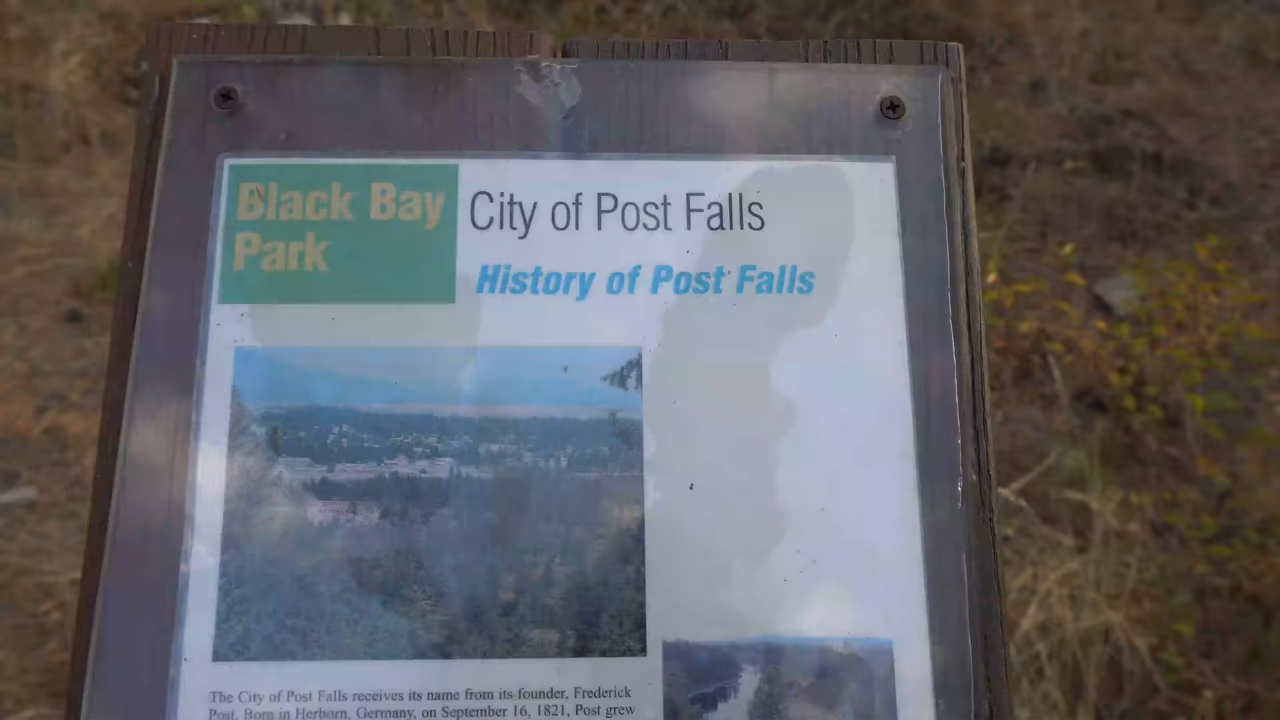 Black Bay
Park
City of Post Falls
History of Post Falls
The City of Post Falls receives its name from its founder, Frederick
Post. Born in Herborn, Germany, on September 16, 1821, Post grew